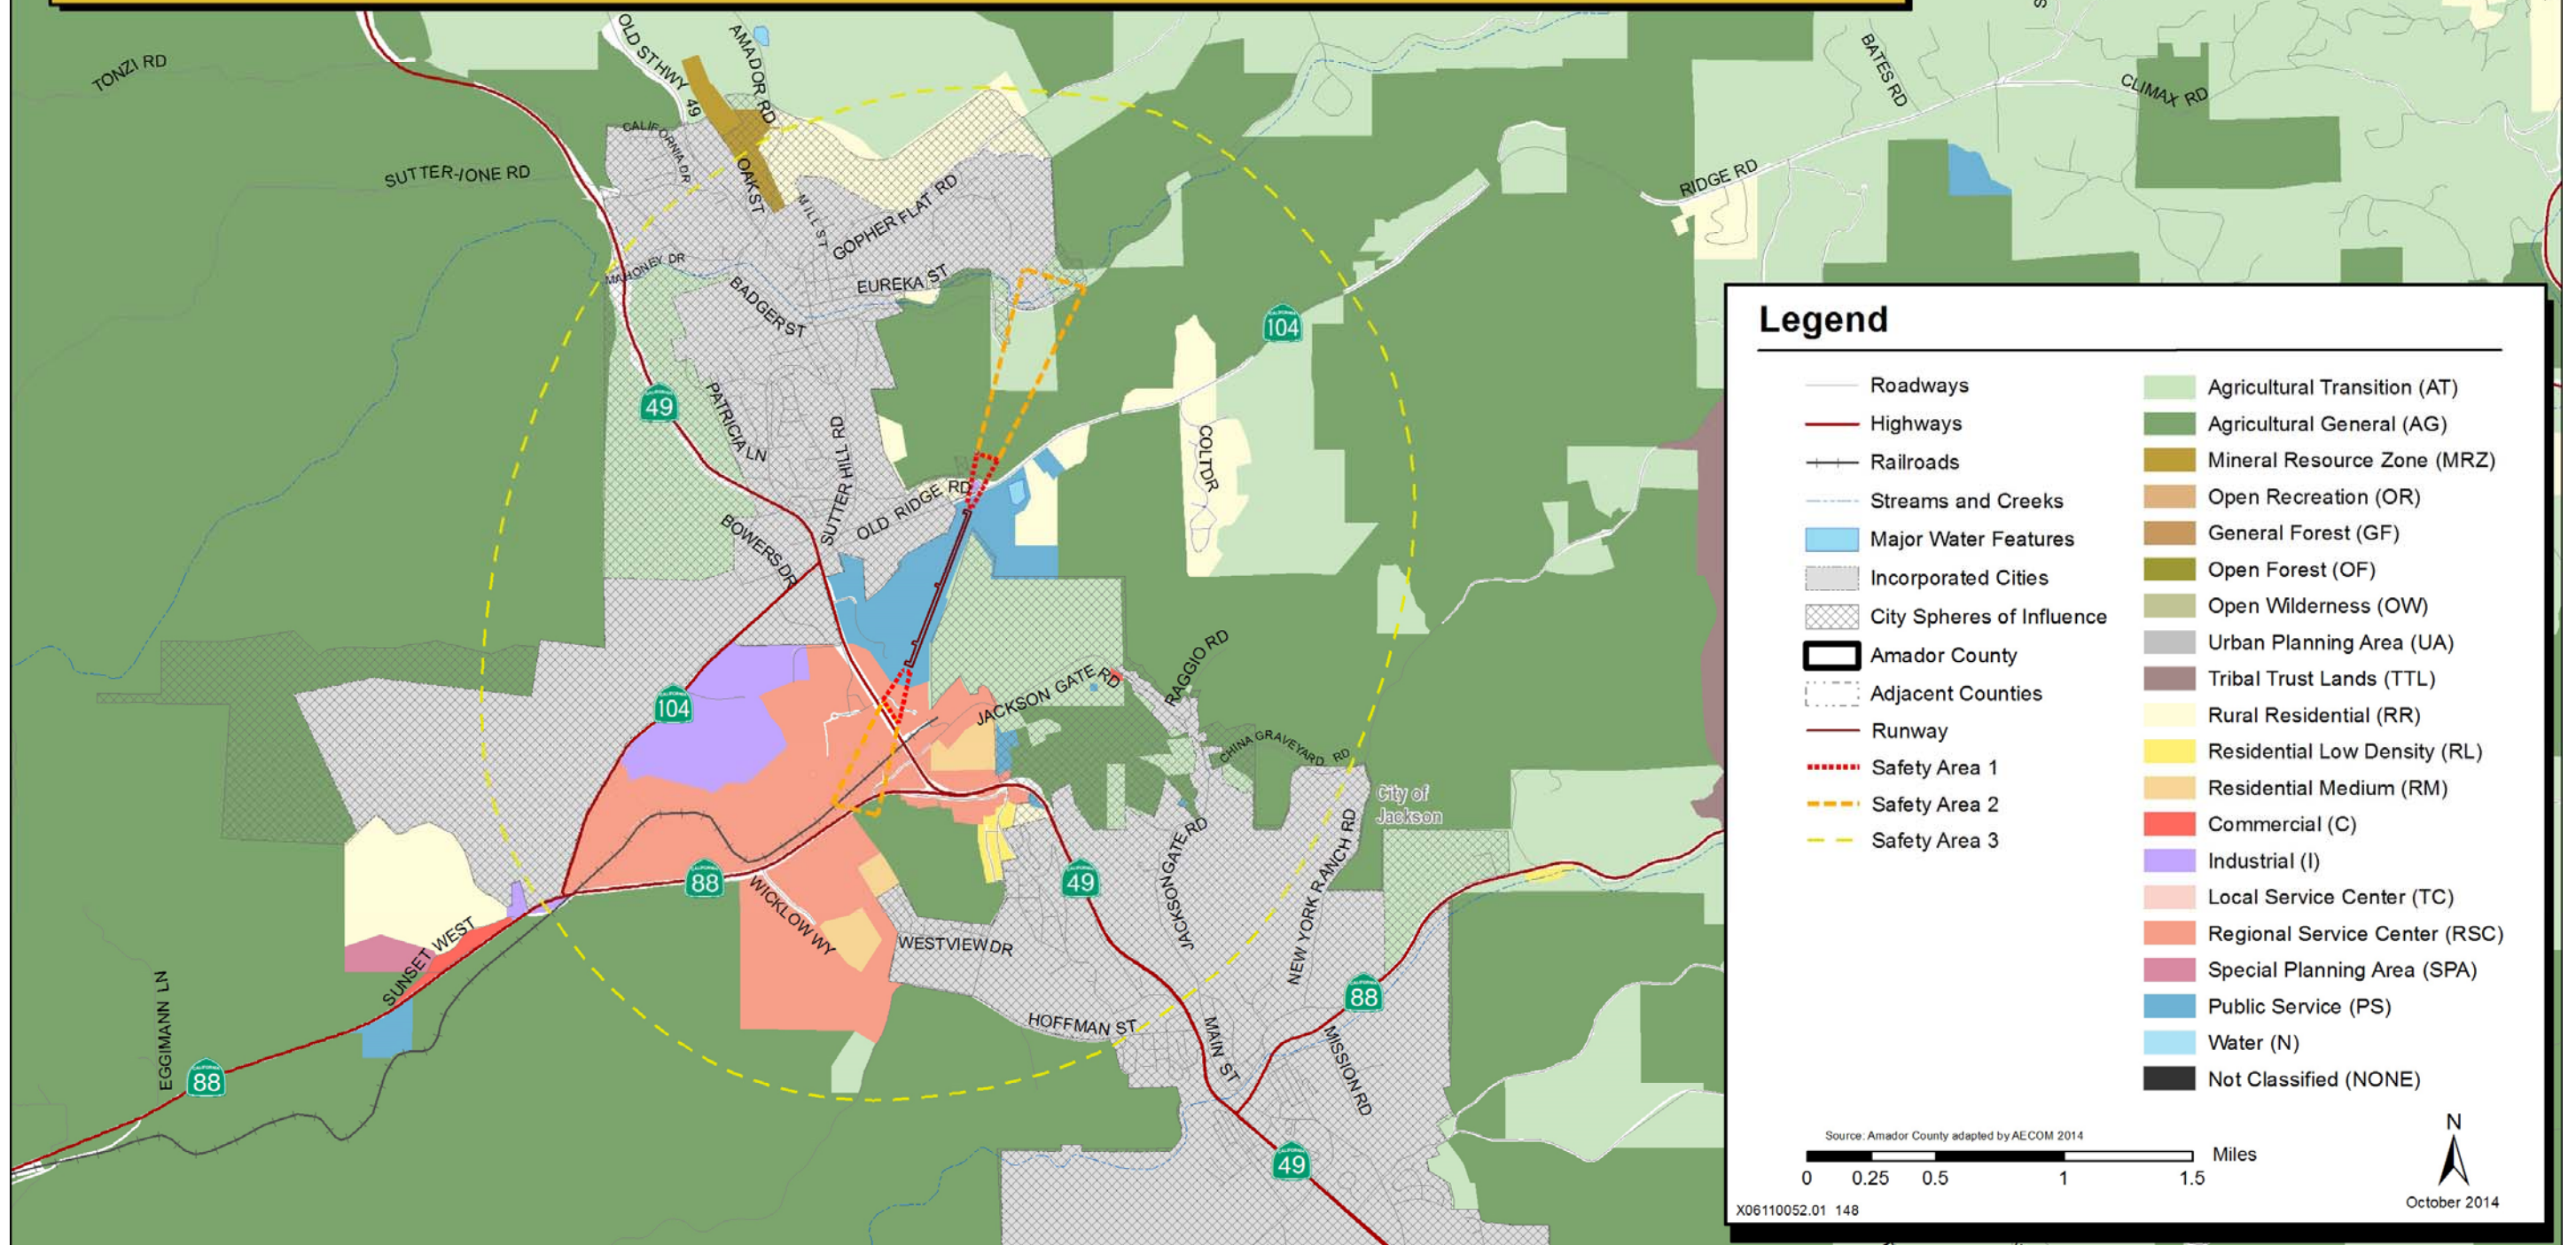 TONZI RD
OLD ST HWY 49
AMADOR RD
BATES RD
CLIMAX RD
CALIFORNIA DR
SUTTER-IONE RD
OAK ST
MILL ST
GOPHER FLAT RD
RIDGE RD
MAHONEY DR
BADGER ST
EUREKA ST
CALIFORNIA
104
CALIFORNIA
49
PATRICIA LN
SUTTER HILL RD
COLT DR
OLD RIDGE RD
BOWERS DR
RAGGIO RD
JACKSON GATE RD
CALIFORNIA
104
CHINA GRAVEYARD RD
City of
Jackson
JACKSON GATE RD
NEW YORK RANCH RD
CALIFORNIA
88
CALIFORNIA
49
WICKLOW WY
WESTVIEW DR
SUNSET WEST
EGGIMANN LN
CALIFORNIA
88
HOFFMAN ST
MAIN ST
MISSION RD
CALIFORNIA
88
CALIFORNIA
49
Legend
Roadways
Highways
Railroads
Streams and Creeks
Major Water Features
Incorporated Cities
City Spheres of Influence
Amador County
Adjacent Counties
Runway
Safety Area 1
Safety Area 2
Safety Area 3
Agricultural Transition (AT)
Agricultural General (AG)
Mineral Resource Zone (MRZ)
Open Recreation (OR)
General Forest (GF)
Open Forest (OF)
Open Wilderness (OW)
Urban Planning Area (UA)
Tribal Trust Lands (TTL)
Rural Residential (RR)
Residential Low Density (RL)
Residential Medium (RM)
Commercial (C)
Industrial (I)
Local Service Center (TC)
Regional Service Center (RSC)
Special Planning Area (SPA)
Public Service (PS)
Water (N)
Not Classified (NONE)
Source: Amador County adapted by AECOM 2014
Miles
0 0.25 0.5 1 1.5
X06110052.01 148
N
October 2014